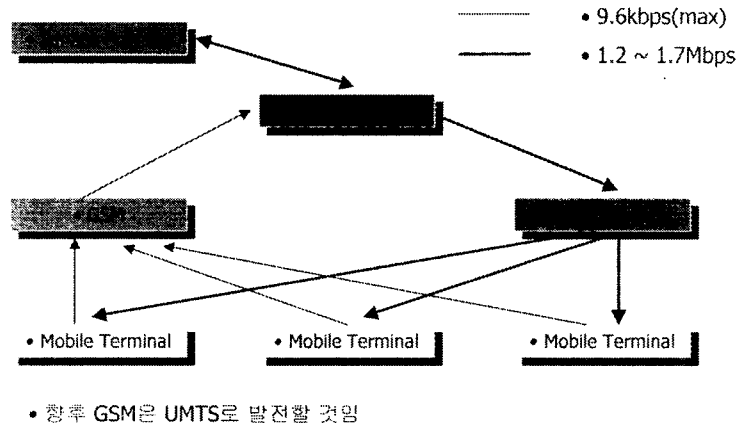 • 9.6kbps(max)
• 1.2 ~ 1.7Mbps
• GSM
• Mobile Terminal
• Mobile Terminal
• Mobile Terminal
• 향후 GSM은 UMTS로 발전할 것임